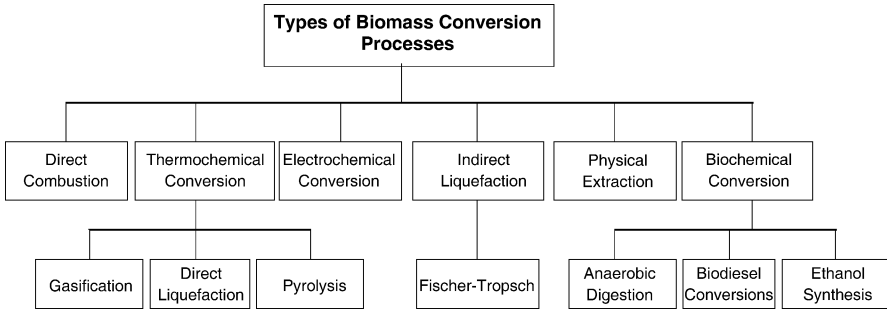 Types of Biomass Conversion
Processes
Direct
Combustion
Thermochemical
Conversion
Electrochemical
Conversion
Indirect
Liquefaction
Physical
Extraction
Biochemical
Conversion
Gasification
Direct
Liquefaction
Pyrolysis
Fischer-Tropsch
Anaerobic
Digestion
Biodiesel
Conversions
Ethanol
Synthesis